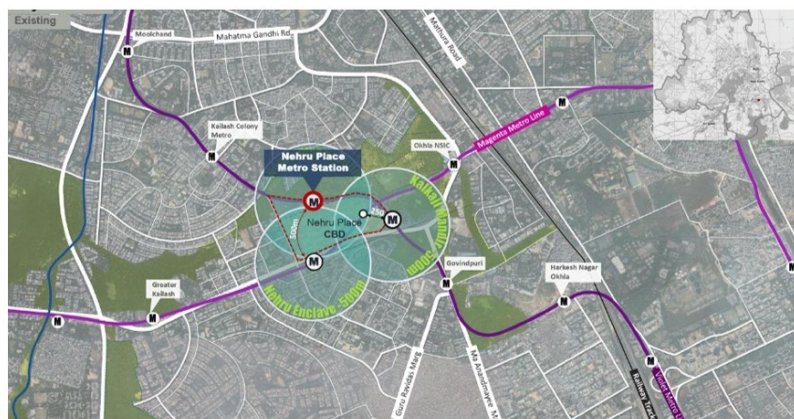 Existing
Moolchand
Mahatma Gandhi Rd.
Mathura Road
Kailash Colony
Metro
Okhla NSIC
Magenta Metro Line
Nehru Place
Metro Station
Nehru Place
CBD
Kalkaji Mandir
500m
Nehru Enclave -500m
Greater
Kailash
Govindpuri
Harkesh Nagar
Okhla
Guru Ravidas Marg
Ma Anandmayee
Railway
Violet Metro
M
M
M
M
M
M
M
M
M
M
M
M
M